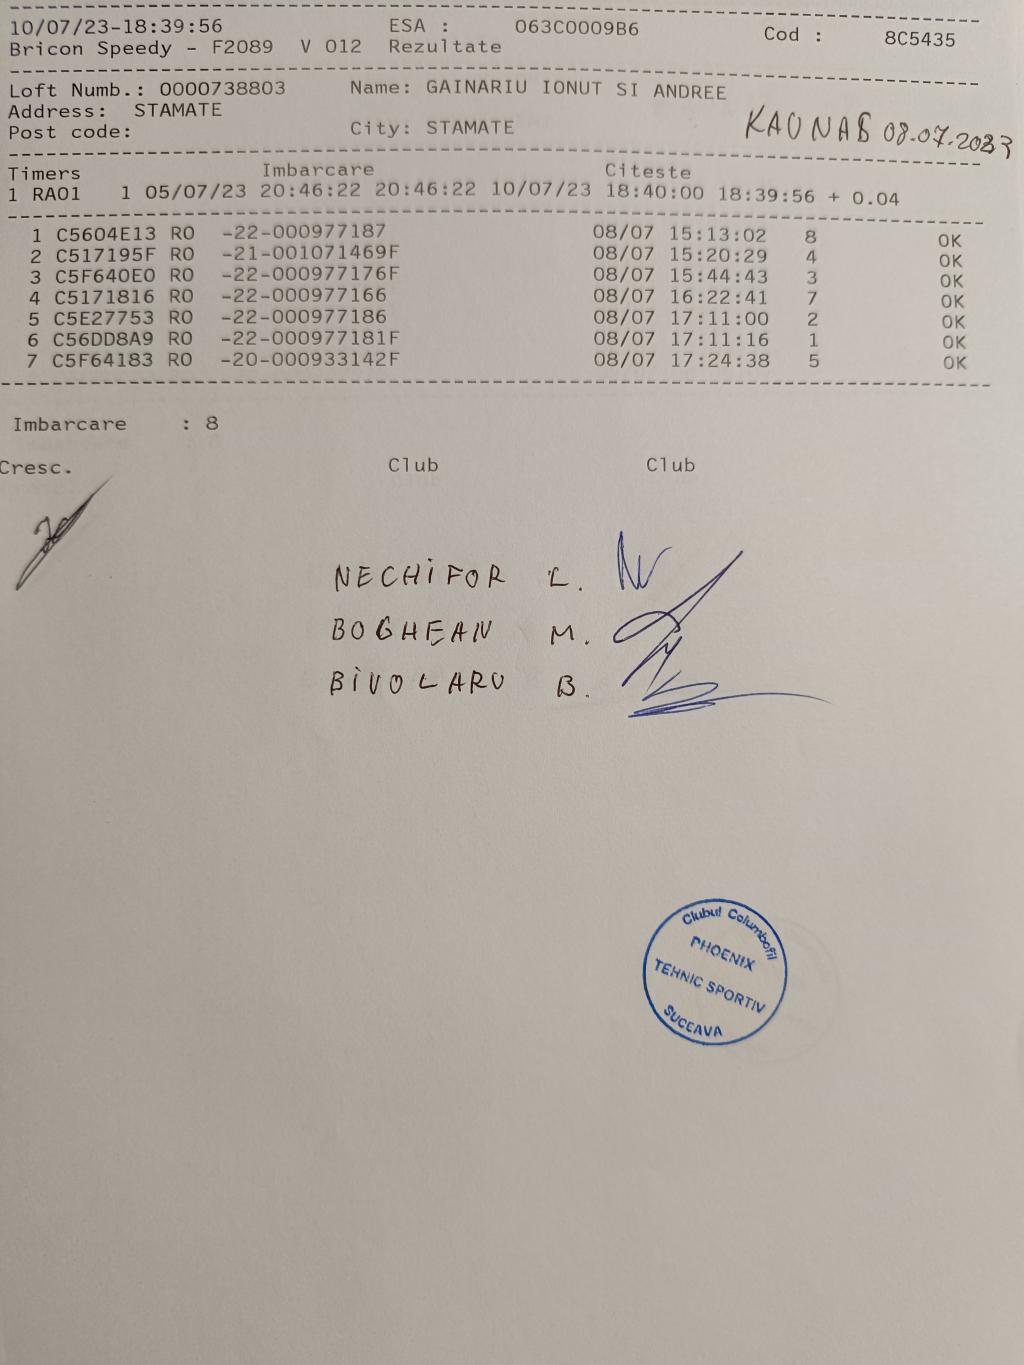 10/07/23-18:39:56 ESA : 063C0009B6 Cod : 8C5435
Bricon Speedy - F2089 V 012 Rezultate
Loft Numb.: 0000738803 Name: GAINARIU IONUT SI ANDREE
Address: STAMATE
Post code: City: STAMATE
KAUNAS 08.07.2023
Timers Imbarcare Citeste
1 RA01 1 05/07/23 20:46:22 20:46:22 10/07/23 18:40:00 18:39:56 + 0.04
1 C5604E13 RO -22-000977187 08/07 15:13:02 8 OK
2 C517195F RO -21-001071469F 08/07 15:20:29 4 OK
3 C5F640E0 RO -22-000977176F 08/07 15:44:43 3 OK
4 C5171816 RO -22-000977166 08/07 16:22:41 7 OK
5 C5E27753 RO -22-000977186 08/07 17:11:00 2 OK
6 C56DD8A9 RO -22-000977181F 08/07 17:11:16 1 OK
7 C5F64183 RO -20-000933142F 08/07 17:24:38 5 OK
Imbarcare : 8
Cresc. Club Club
NECHIFOR L.
BOGHEAN M.
BIVOLARU B.
Clubul Columbofil
PHOENIX
TEHNIC SPORTIV
SUCEAVA